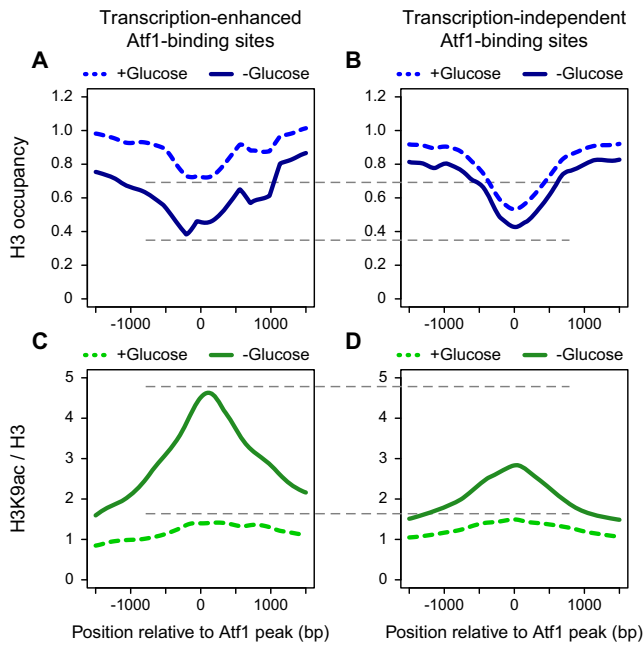 Transcription-enhanced
Atf1-binding sites
Transcription-independent
Atf1-binding sites
A
+Glucose
-Glucose
B
+Glucose
-Glucose
H3 occupancy
1.2
1.0
0.8
0.6
0.4
0.2
0
-1000
0
1000
1.2
1.0
0.8
0.6
0.4
0.2
0
-1000
0
1000
C
+Glucose
-Glucose
D
+Glucose
-Glucose
H3K9ac / H3
5
4
3
2
1
0
-1000
0
1000
5
4
3
2
1
0
-1000
0
1000
Position relative to Atf1 peak (bp)
Position relative to Atf1 peak (bp)